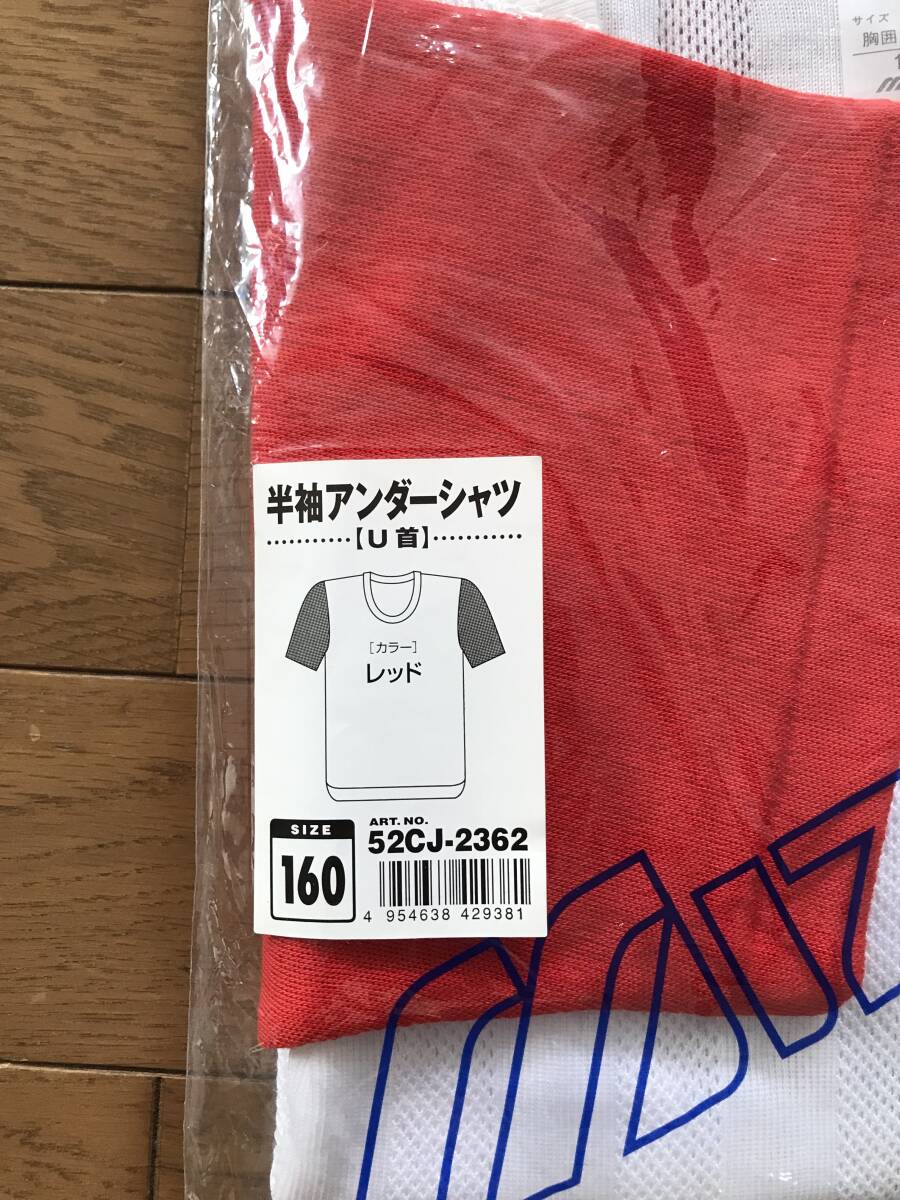 サイズ
胸囲
半袖アンダーシャツ
【U首】
[カラー]
レッド
SIZE
160
ART. NO.
52CJ-2362
4 954638 429381